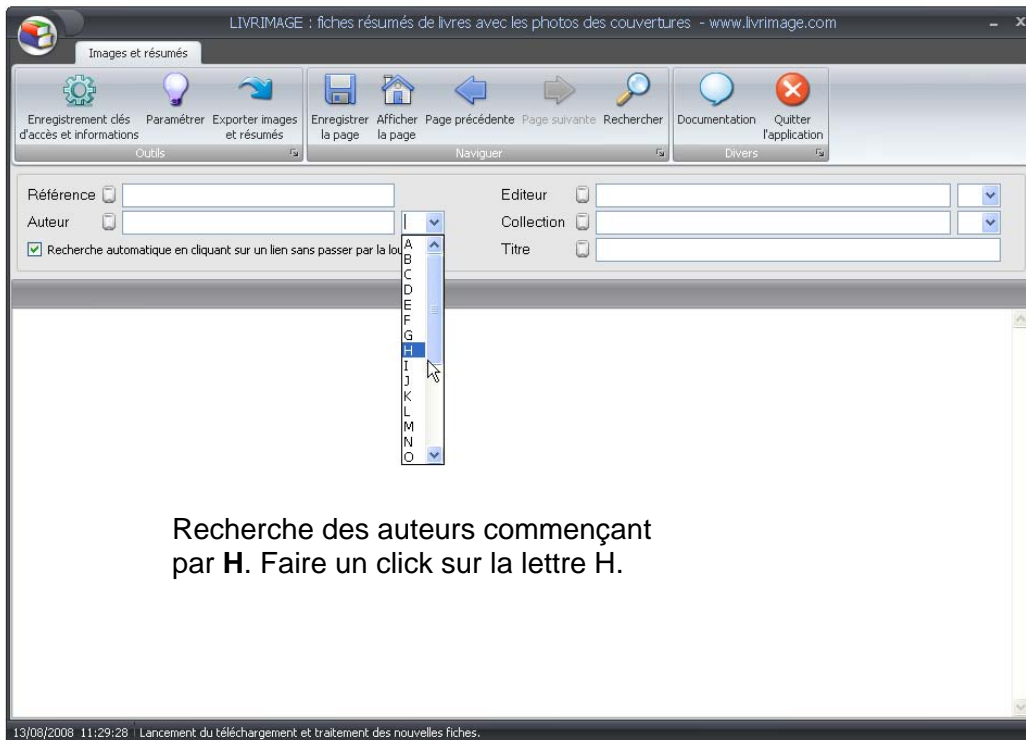 LIVRIMAGE : fiches résumés de livres avec les photos des couvertures - www.livrimage.com
Images et résumés
Enregistrement clés d'accès et informations
Paramétrer
Exporter images et résumés
Outils
Enregistrer la page
Afficher la page
Page précédente
Page suivante
Rechercher
Naviguer
Documentation
Quitter l'application
Divers
Référence
Editeur
Auteur
Collection
Recherche automatique en cliquant sur un lien sans passer par la lou
Titre
A
B
C
D
E
F
G
H
I
J
K
L
M
N
O
Recherche des auteurs commençant
par H. Faire un click sur la lettre H.
13/08/2008 11:29:28 Lancement du téléchargement et traitement des nouvelles fiches.